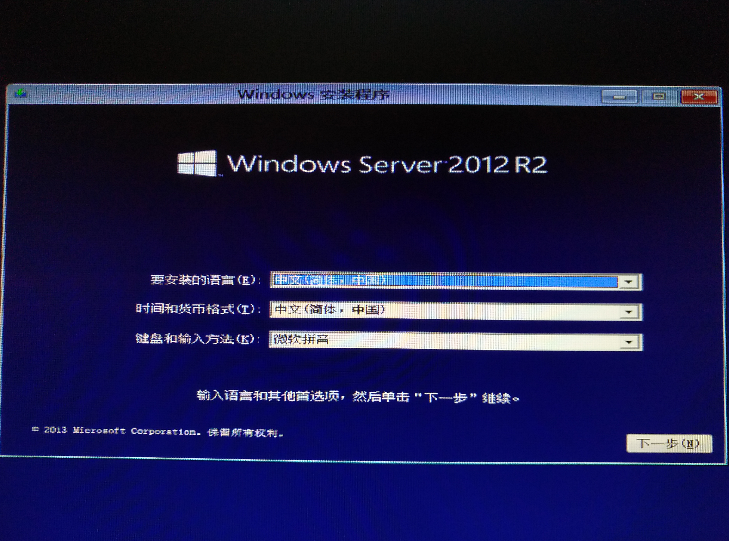 Windows 安装程序
Windows Server 2012 R2
要安装的语言(E): 中文(简体，中国)
时间和货币格式(T): 中文(简体，中国)
键盘和输入方法(K): 微软拼音
输入语言和其他首选项，然后单击“下一步”继续。
© 2013 Microsoft Corporation。保留所有权利。
下一步(N)